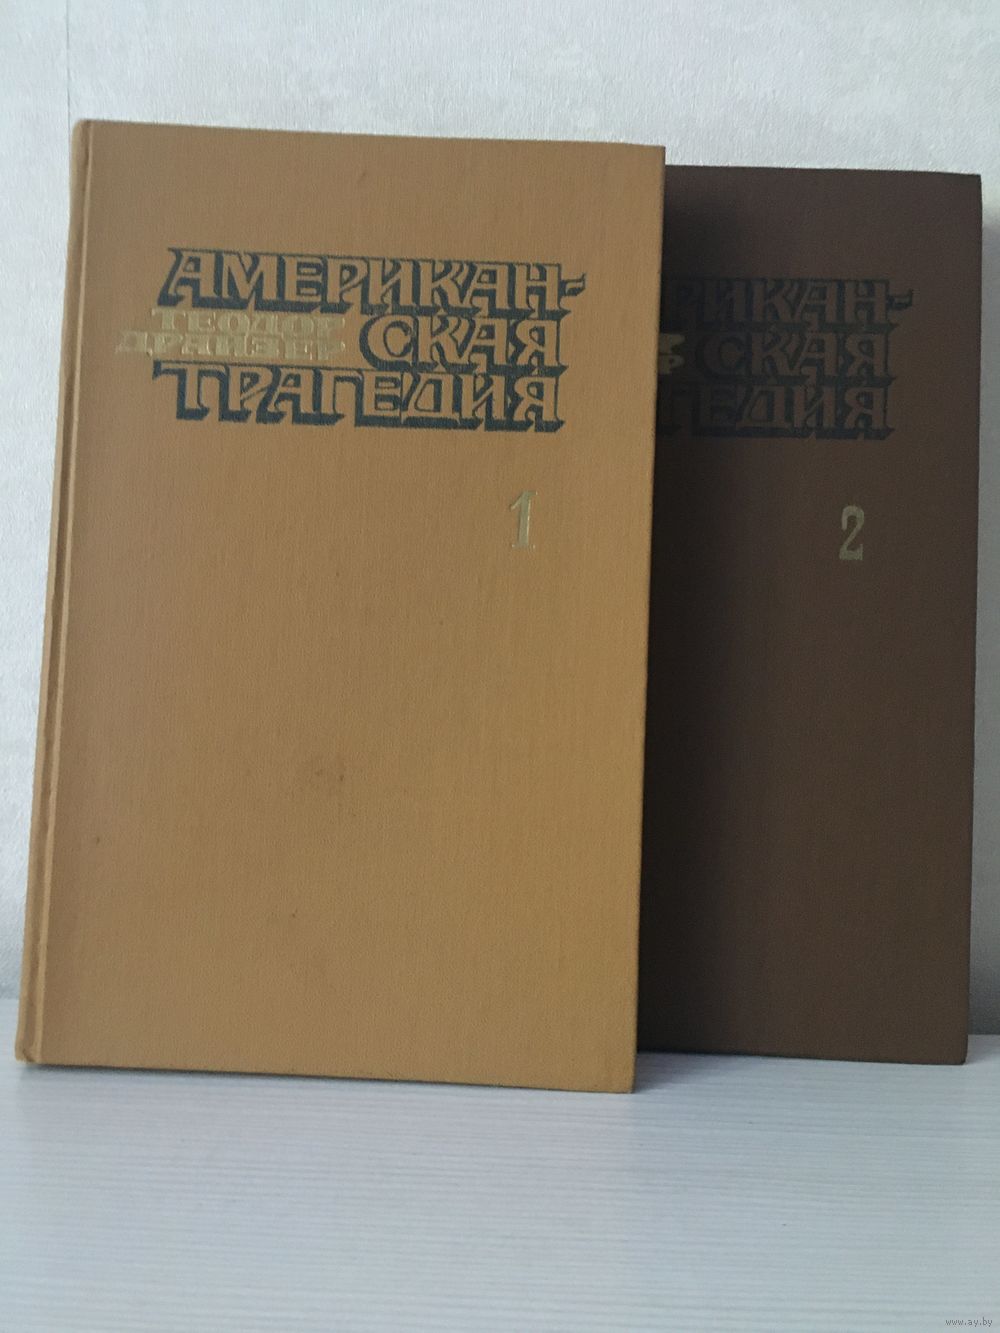 АМЕРИКАН-
ТЕОДОР
ДРАЙЗЕР
СКАЯ
ТРАГЕДИЯ
1
РИКАН-
СКАЯ
ГЕДИЯ
2
www.ay.by